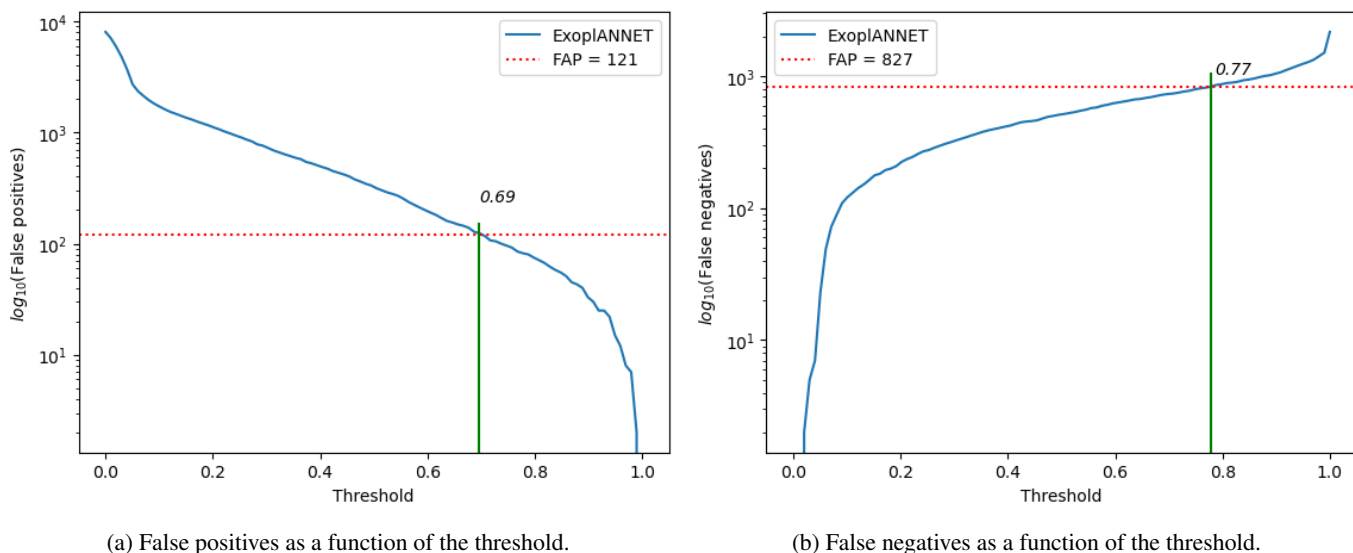 10⁴
10³
10²
10¹
log₁₀(False positives)
ExoplANNET
FAP = 121
0.69
0.0 0.2 0.4 0.6 0.8 1.0
Threshold
(a) False positives as a function of the threshold.
10³
10²
10¹
log₁₀(False negatives)
ExoplANNET
FAP = 827
0.77
0.0 0.2 0.4 0.6 0.8 1.0
Threshold
(b) False negatives as a function of the threshold.